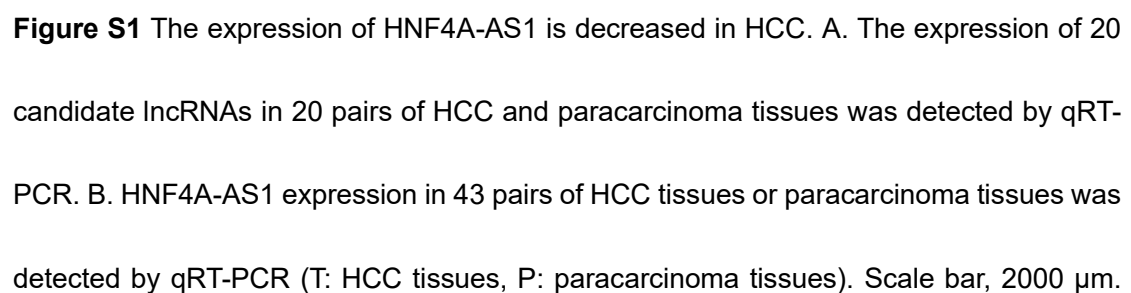 Figure S1 The expression of HNF4A-AS1 is decreased in HCC. A. The expression of 20
candidate lncRNAs in 20 pairs of HCC and paracarcinoma tissues was detected by qRT-
PCR. B. HNF4A-AS1 expression in 43 pairs of HCC tissues or paracarcinoma tissues was
detected by qRT-PCR (T: HCC tissues, P: paracarcinoma tissues). Scale bar, 2000 μm.